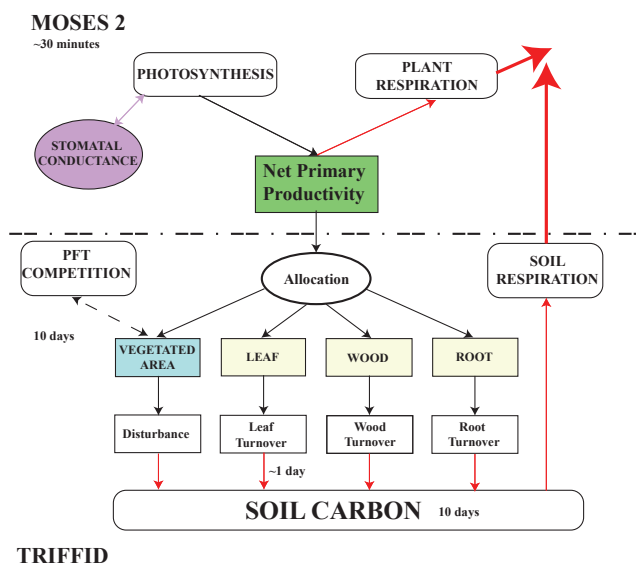 MOSES 2
~30 minutes
PHOTOSYNTHESIS
PLANT
RESPIRATION
STOMATAL
CONDUCTANCE
Net Primary
Productivity
PFT
COMPETITION
Allocation
SOIL
RESPIRATION
10 days
VEGETATED
AREA
LEAF
WOOD
ROOT
Disturbance
Leaf
Turnover
Wood
Turnover
Root
Turnover
~1 day
SOIL CARBON 10 days
TRIFFID